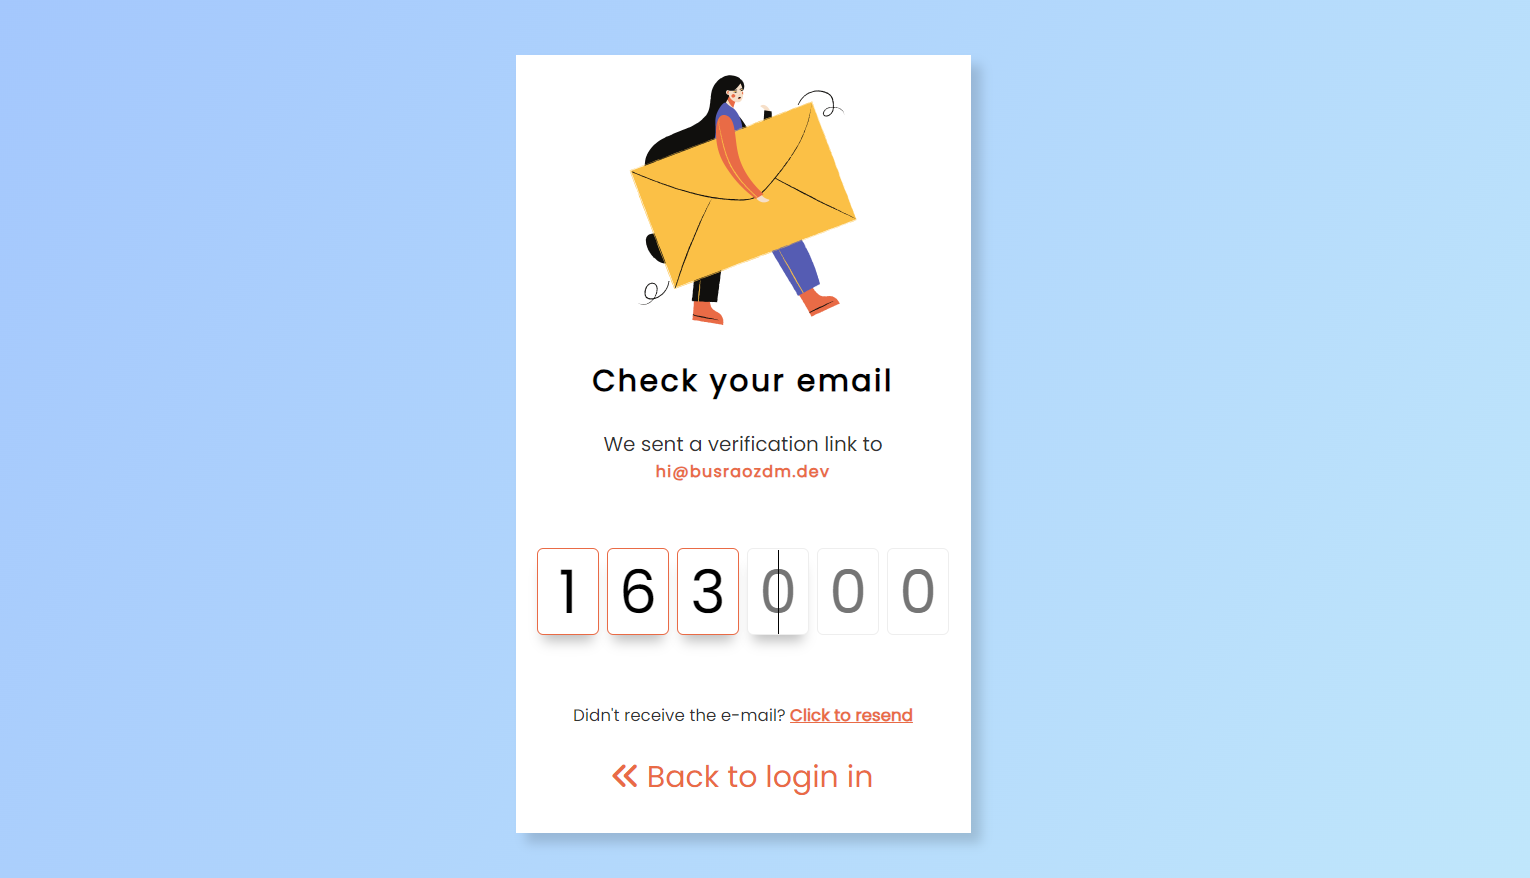 Check your email
We sent a verification link to
hi@busraozdm.dev
1 6 3 0 0 0
Didn't receive the e-mail? Click to resend
Back to login in